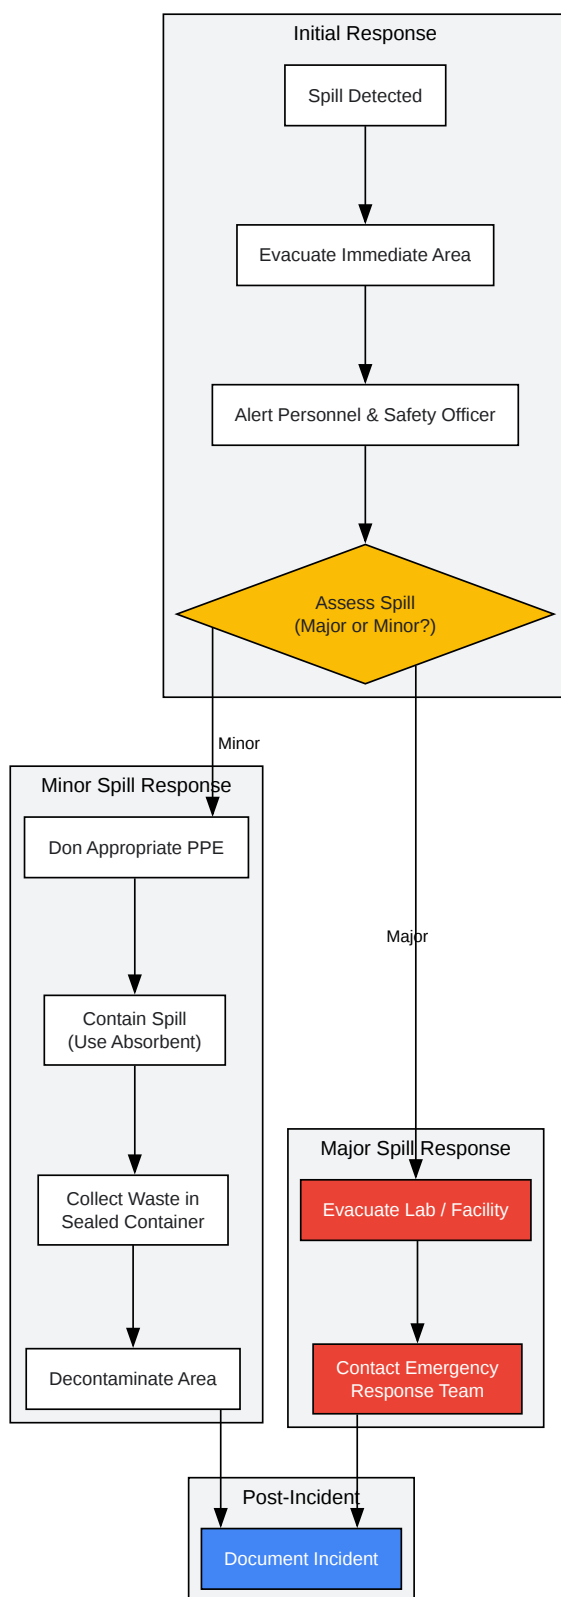 Initial Response
Spill Detected
Evacuate Immediate Area
Alert Personnel & Safety Officer
Assess Spill
(Major or Minor?)
Minor
Minor Spill Response
Don Appropriate PPE
Contain Spill
(Use Absorbent)
Collect Waste in
Sealed Container
Decontaminate Area
Major
Major Spill Response
Evacuate Lab / Facility
Contact Emergency
Response Team
Post-Incident
Document Incident